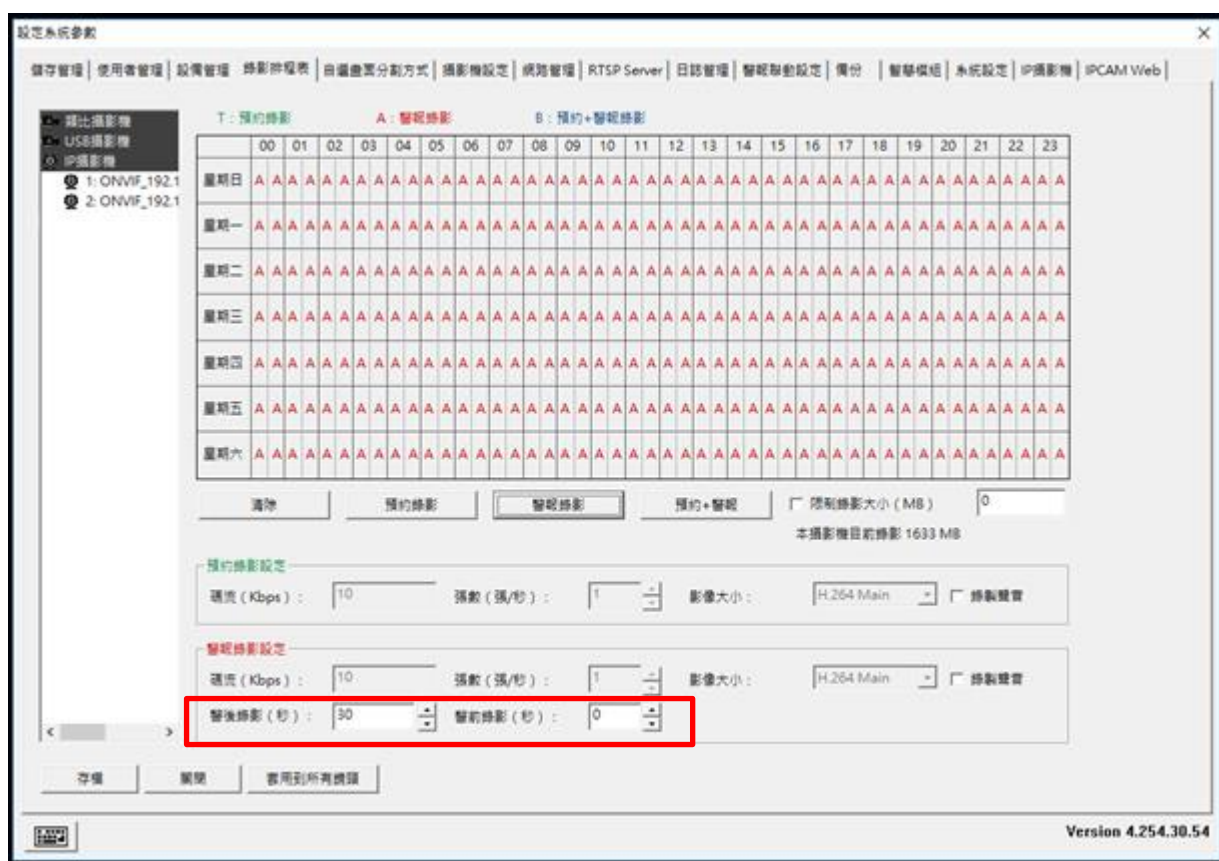 設定系統參數
儲存管理 使用者管理 設備管理 錄影排程表 自選畫面分割方式 攝影機設定 網路管理 RTSP Server 日誌管理 警報聯動設定 備份 智慧模組 系統設定 IP攝影機 IPCAM Web
類比攝影機
USB攝影機
IP攝影機
1: ONVIF_192.1
2: ONVIF_192.1
T : 預約錄影 A : 警報錄影 B : 預約+警報錄影
00 01 02 03 04 05 06 07 08 09 10 11 12 13 14 15 16 17 18 19 20 21 22 23
星期日 A A A A A A A A A A A A A A A A A A A A A A A A A A A A A A A A A A A A A A A A A A A A A A A A
星期一 A A A A A A A A A A A A A A A A A A A A A A A A A A A A A A A A A A A A A A A A A A A A A A A A
星期二 A A A A A A A A A A A A A A A A A A A A A A A A A A A A A A A A A A A A A A A A A A A A A A A A
星期三 A A A A A A A A A A A A A A A A A A A A A A A A A A A A A A A A A A A A A A A A A A A A A A A A
星期四 A A A A A A A A A A A A A A A A A A A A A A A A A A A A A A A A A A A A A A A A A A A A A A A A
星期五 A A A A A A A A A A A A A A A A A A A A A A A A A A A A A A A A A A A A A A A A A A A A A A A A
星期六 A A A A A A A A A A A A A A A A A A A A A A A A A A A A A A A A A A A A A A A A A A A A A A A A
清除 預約錄影 警報錄影 預約+警報 限制錄影大小 ( MB ) 0
本攝影機目前錄影 1633 MB
預約錄影設定
碼流 ( Kbps ) : 10 張數 ( 張/秒 ) : 1 影像大小 : H.264 Main 錄製聲音
警報錄影設定
碼流 ( Kbps ) : 10 張數 ( 張/秒 ) : 1 影像大小 : H.264 Main 錄製聲音
警後錄影 ( 秒 ) : 30 警前錄影 ( 秒 ) : 0
存檔 關閉 套用到所有鏡頭
Version 4.254.30.54